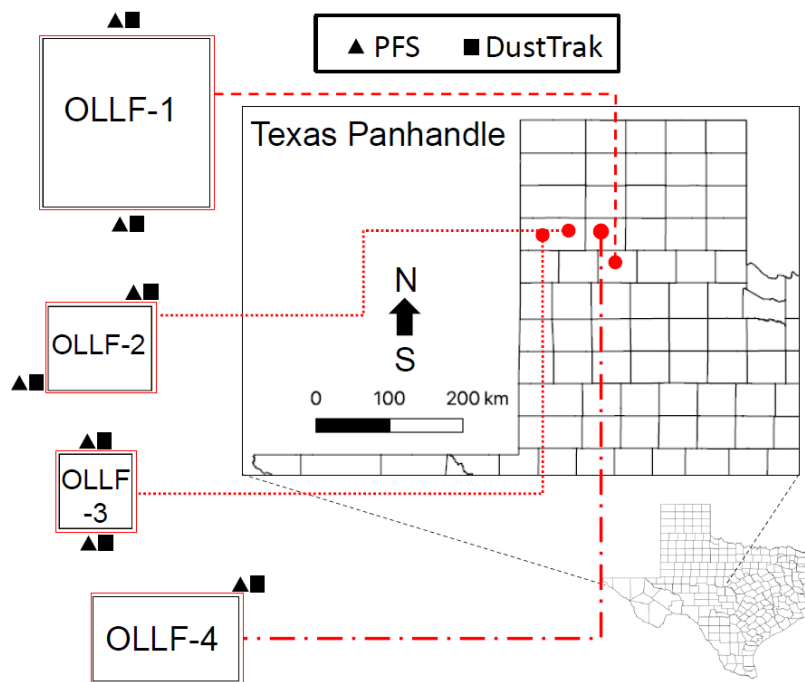 ▲ PFS ■ DustTrak
OLLF-1
Texas Panhandle
OLLF-2
N
S
0 100 200 km
OLLF
-3
OLLF-4